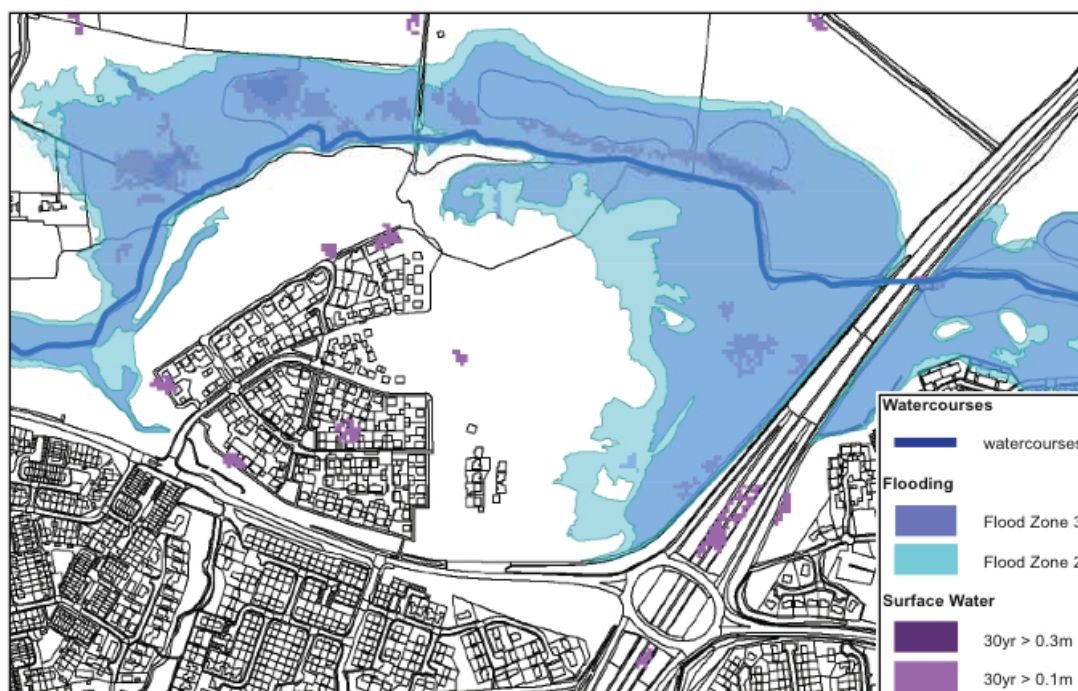 Watercourses
watercourses
Flooding
Flood Zone 3
Flood Zone 2
Surface Water
30yr > 0.3m
30yr > 0.1m